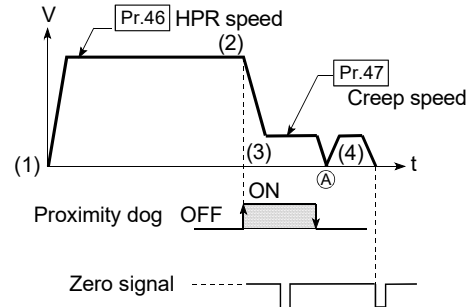 V
Pr.46 HPR speed
(2)
Pr.47
Creep speed
(1)
(3)
(4)
t
Ⓐ
ON
Proximity dog OFF
Zero signal